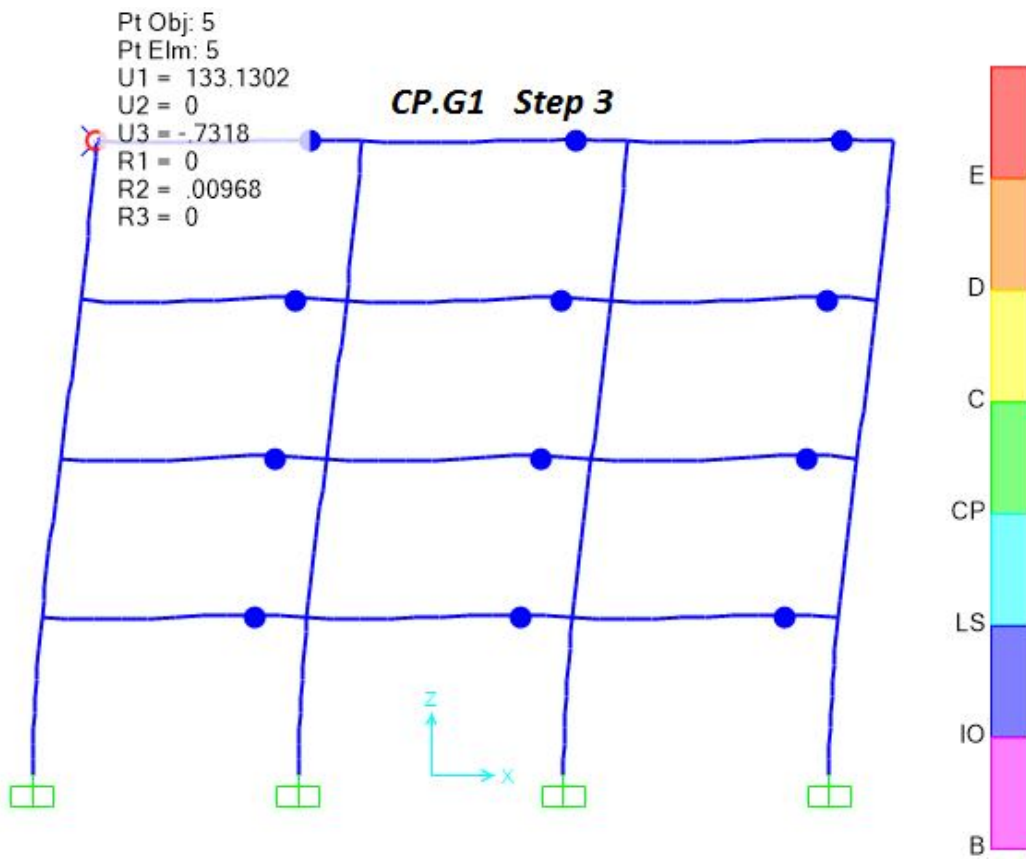 Pt Obj: 5
Pt Elm: 5
U1 = 133.1302
U2 = 0
U3 = -.7318
R1 = 0
R2 = .00968
R3 = 0
CP.G1 Step 3
E
D
C
CP
LS
IO
B
Z
X